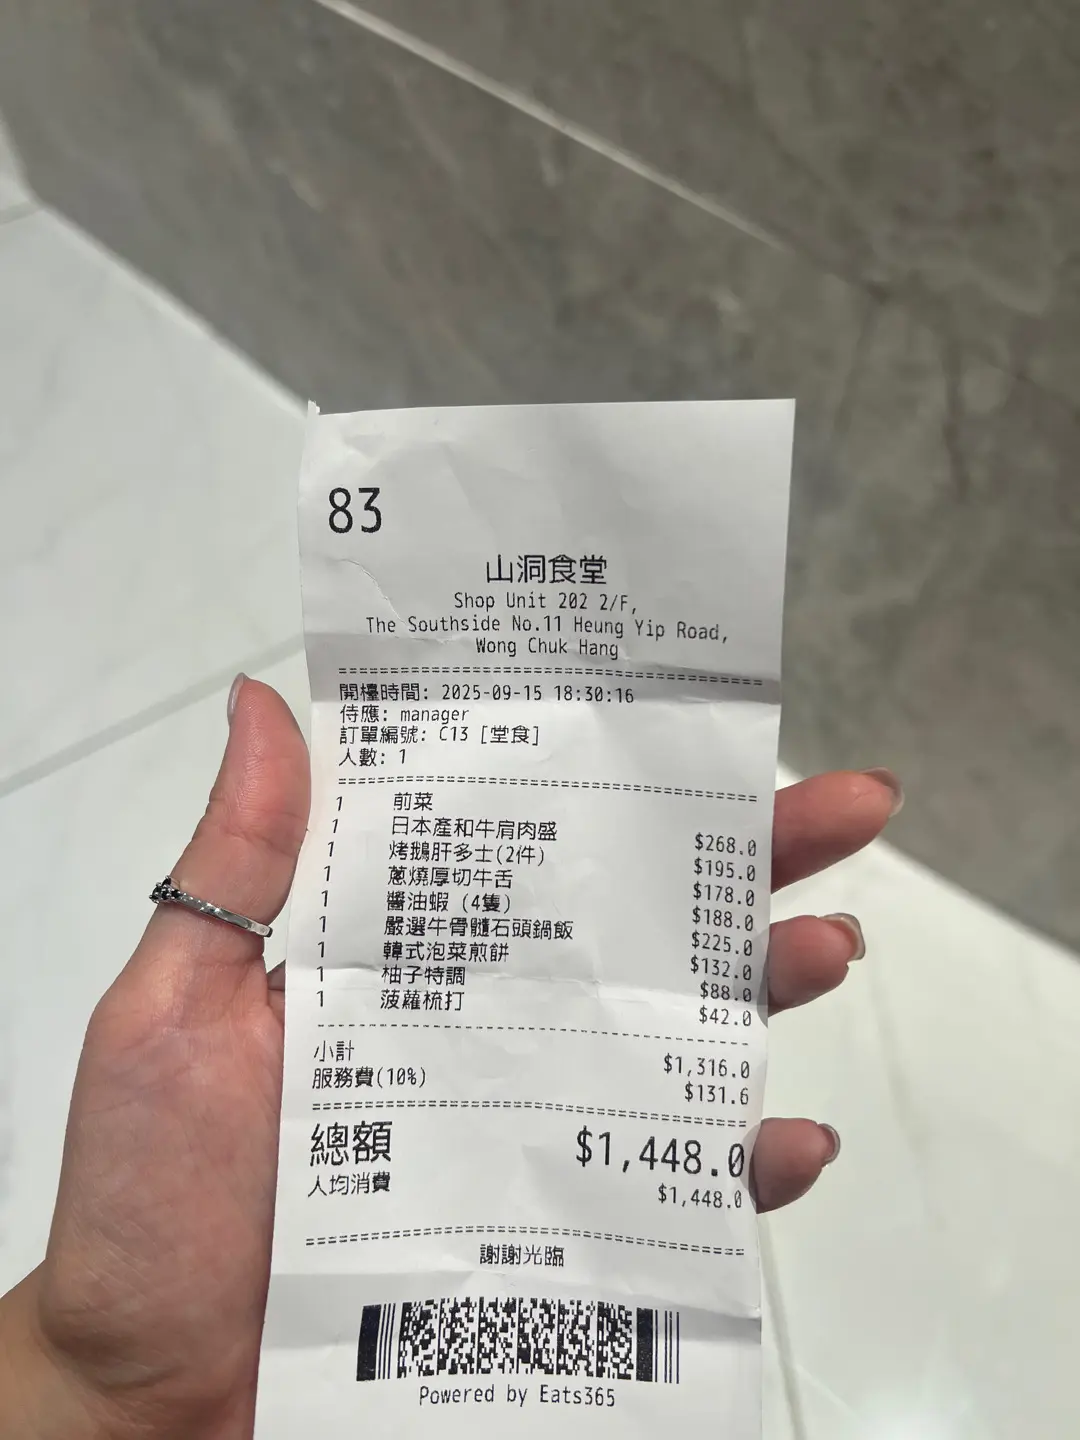 83
山洞食堂
Shop Unit 202 2/F,
The Southside No.11 Heung Yip Road,
Wong Chuk Hang
開檯時間: 2025-09-15 18:30:16
侍應: manager
訂單編號: C13 [堂食]
人數: 1
1 前菜
1 日本產和牛肩肉盛 $268.0
1 烤鵝肝多士(2件) $195.0
1 蔥燒厚切牛舌 $178.0
1 醬油蝦 (4隻) $188.0
1 嚴選牛骨髓石頭鍋飯 $225.0
1 韓式泡菜煎餅 $132.0
1 柚子特調 $88.0
1 菠蘿梳打 $42.0
小計 $1,316.0
服務費(10%) $131.6
總額 $1,448.0
人均消費 $1,448.0
謝謝光臨
Powered by Eats365